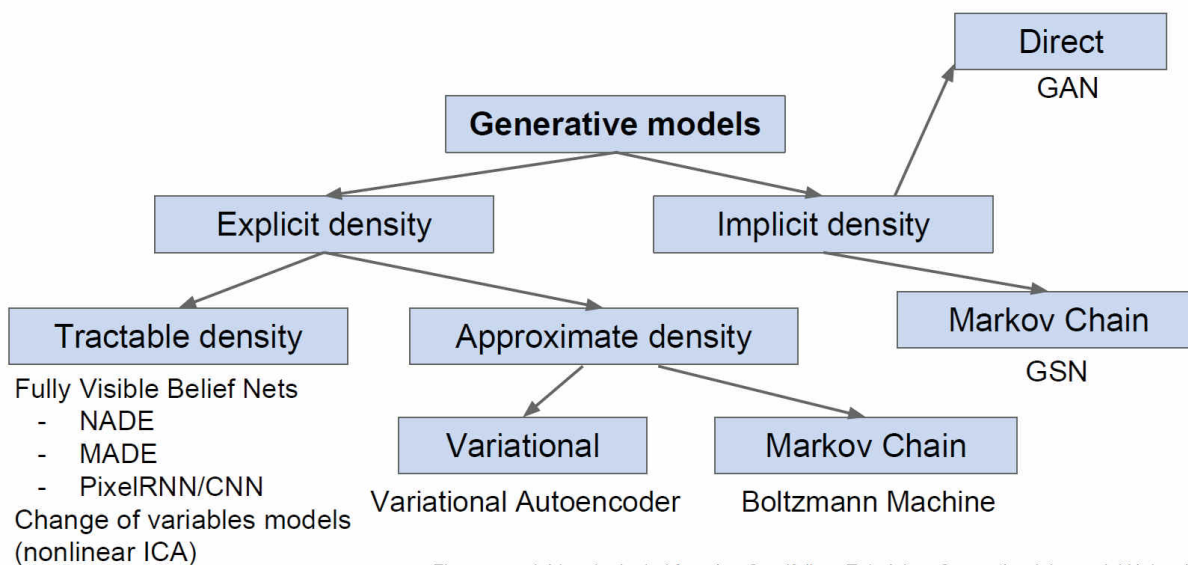 Direct
GAN
Generative models
Explicit density
Implicit density
Tractable density
Approximate density
Markov Chain
GSN
Fully Visible Belief Nets
- NADE
- MADE
- PixelRNN/CNN
Change of variables models
(nonlinear ICA)
Variational
Markov Chain
Variational Autoencoder
Boltzmann Machine